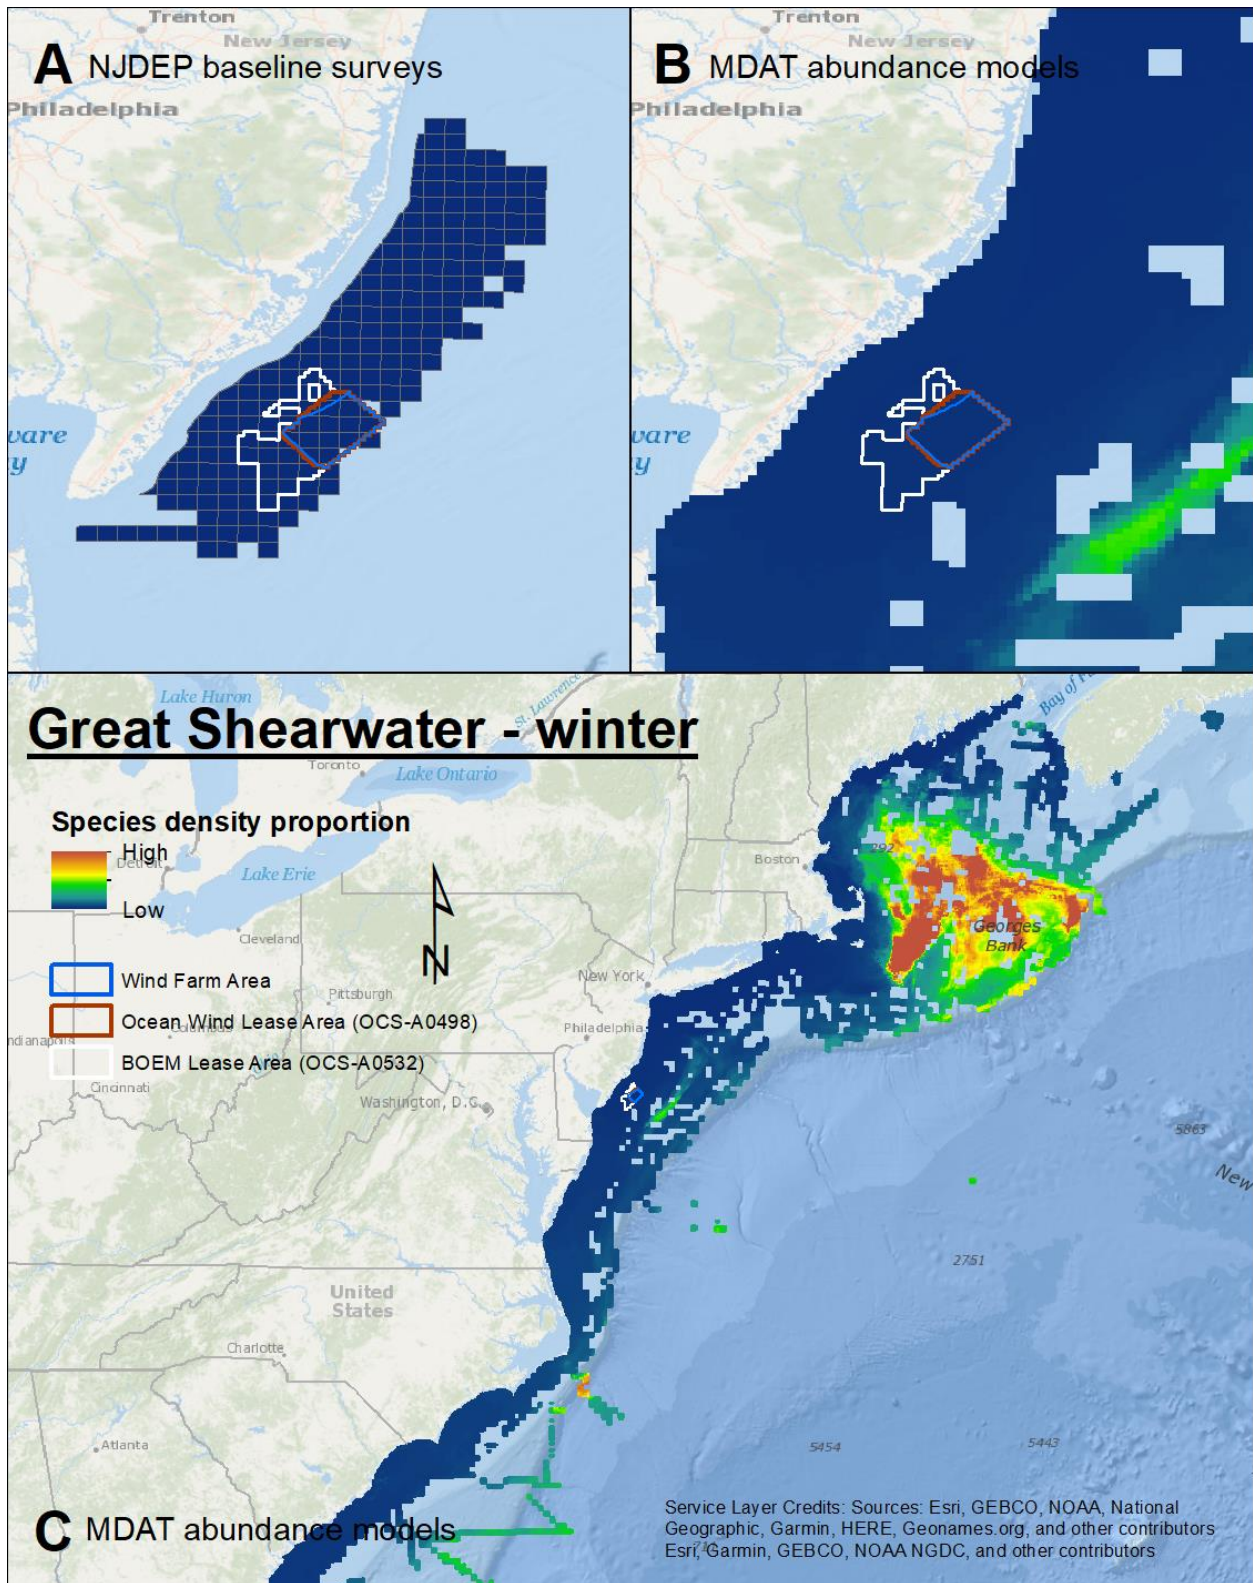 Trenton
New Jersey
A NJDEP baseline surveys
Philadelphia
ware
y
Trenton
New Jersey
B MDAT abundance models
Philadelphia
ware
y
Lake Huron
St. Lawrence
Bay of Fu
Great Shearwater - winter
Toronto
Lake Ontario
Species density proportion
High
Detroit
Low
Lake Erie
Boston
292
Georges
Bank
Cleveland
New York
Wind Farm Area
Pittsburgh
Ocean Wind Lease Area (OCS-A0498)
Columbus
Philadelphia
Indianapolis
BOEM Lease Area (OCS-A0532)
Cincinnati
Washington, D.C.
N
5863
New
2751
United
States
Charlotte
Atlanta
5454
5443
C MDAT abundance models
Service Layer Credits: Sources: Esri, GEBCO, NOAA, National
Geographic, Garmin, HERE, Geonames.org, and other contributors
Esri, Garmin, GEBCO, NOAA NGDC, and other contributors